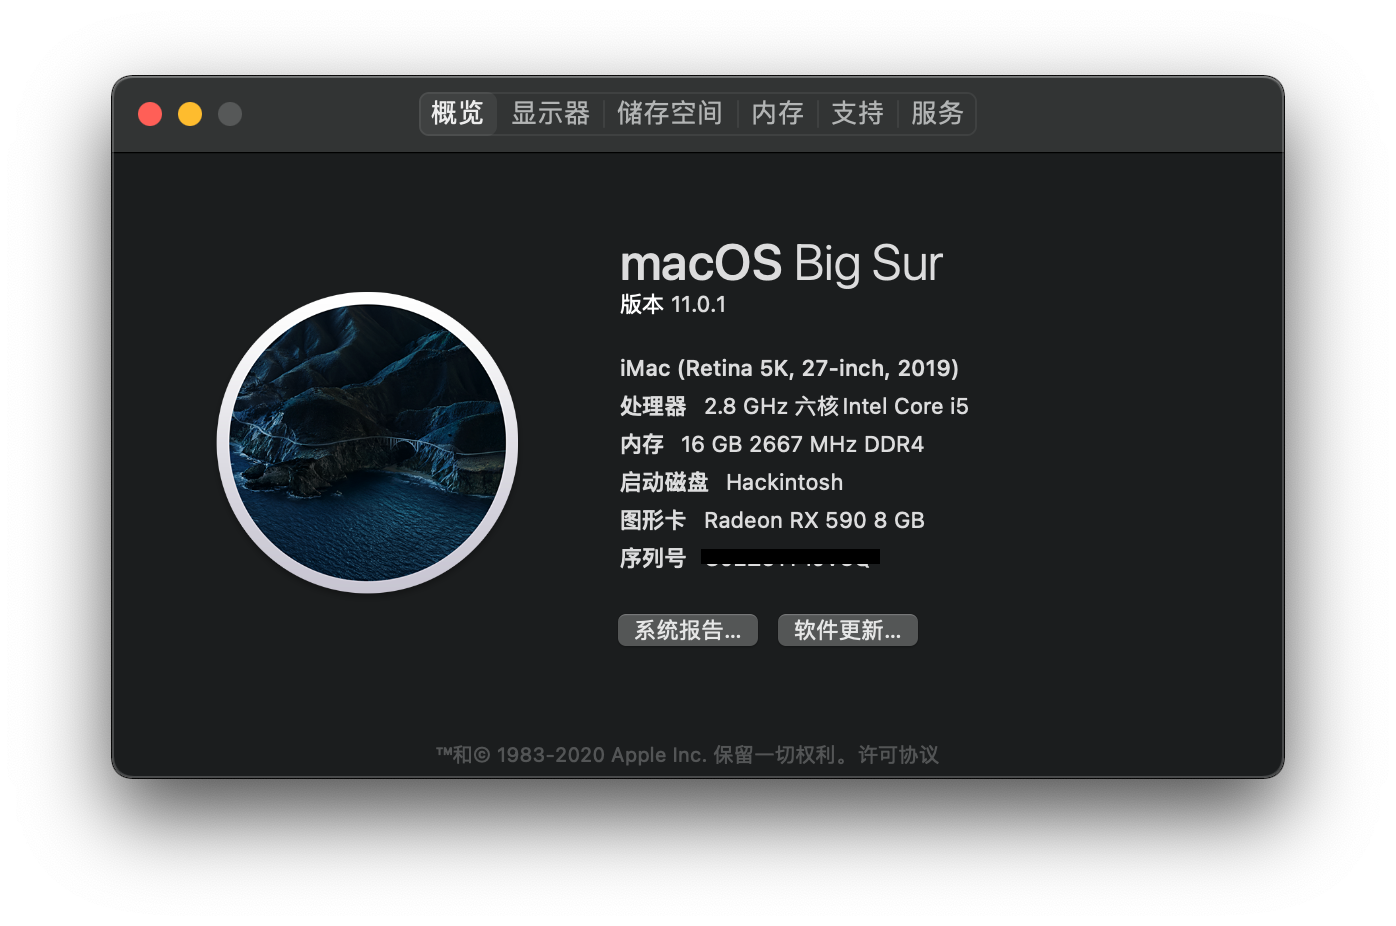 概览 显示器 储存空间 内存 支持 服务
macOS Big Sur
版本 11.0.1
iMac (Retina 5K, 27-inch, 2019)
处理器 2.8 GHz 六核Intel Core i5
内存 16 GB 2667 MHz DDR4
启动磁盘 Hackintosh
图形卡 Radeon RX 590 8 GB
序列号
系统报告... 软件更新...
™和© 1983-2020 Apple Inc. 保留一切权利。许可协议